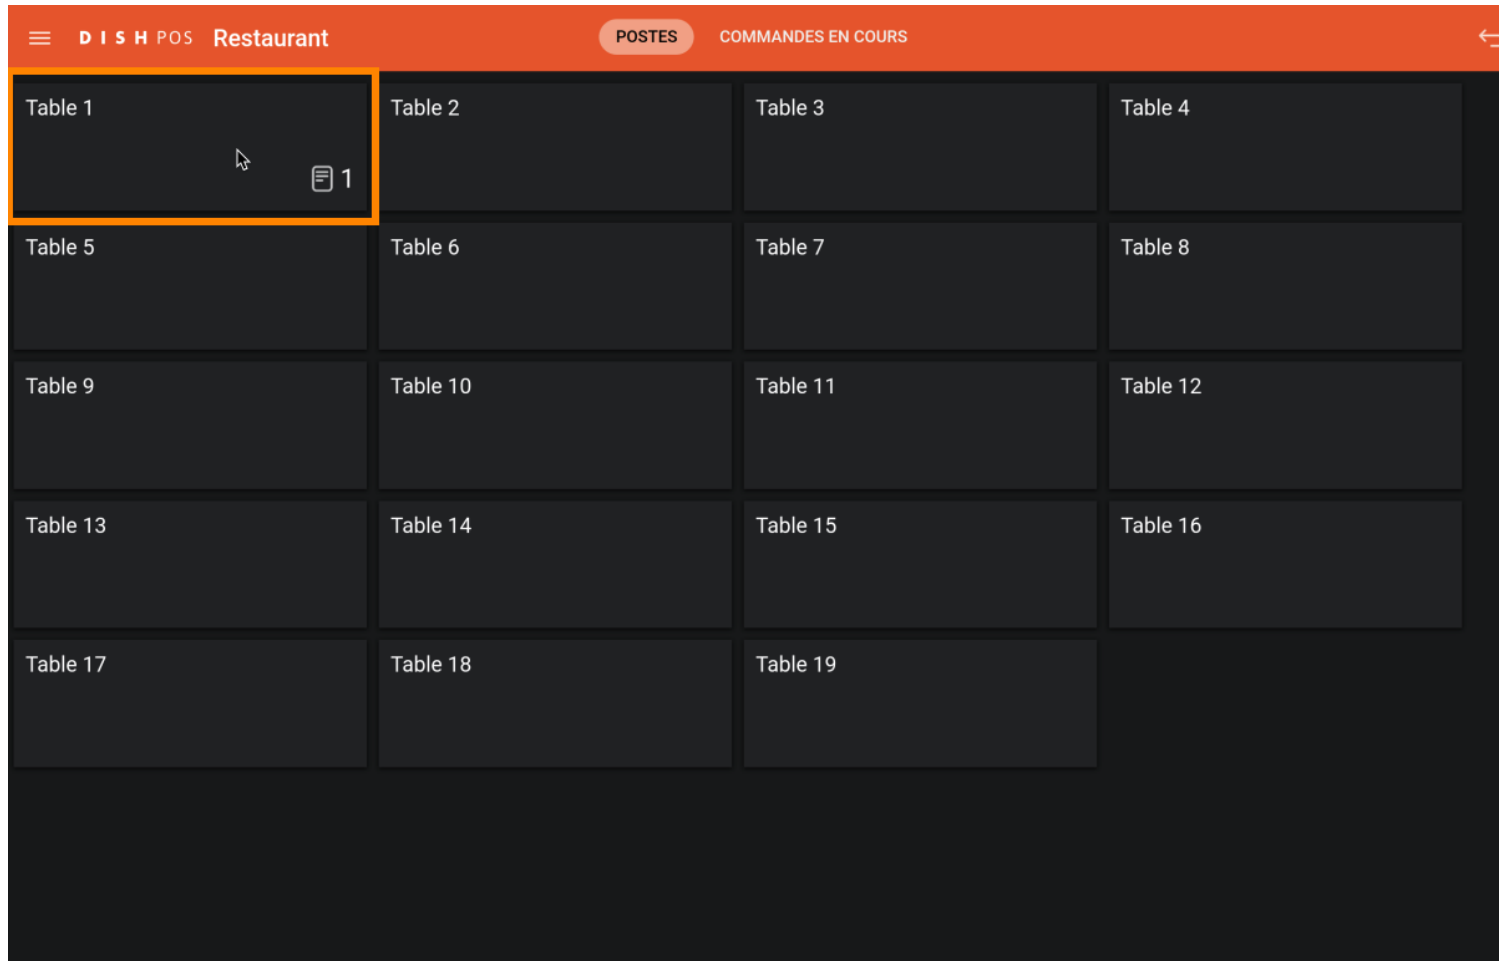 DISH POS Restaurant POSTES COMMANDES EN COURS
Table 1 Table 2 Table 3 Table 4
1
Table 5 Table 6 Table 7 Table 8
Table 9 Table 10 Table 11 Table 12
Table 13 Table 14 Table 15 Table 16
Table 17 Table 18 Table 19